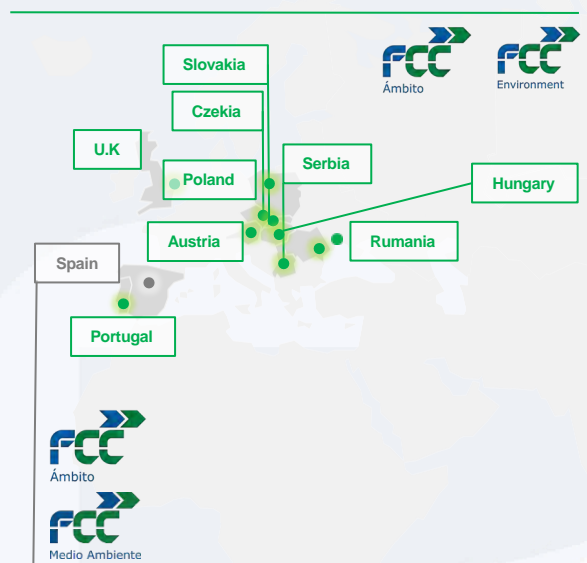 FCC
Ámbito
FCC
Environment
Slovakia
Czekia
U.K
Poland
Serbia
Hungary
Austria
Rumania
Spain
Portugal
FCC
Ámbito
FCC
Medio Ambiente